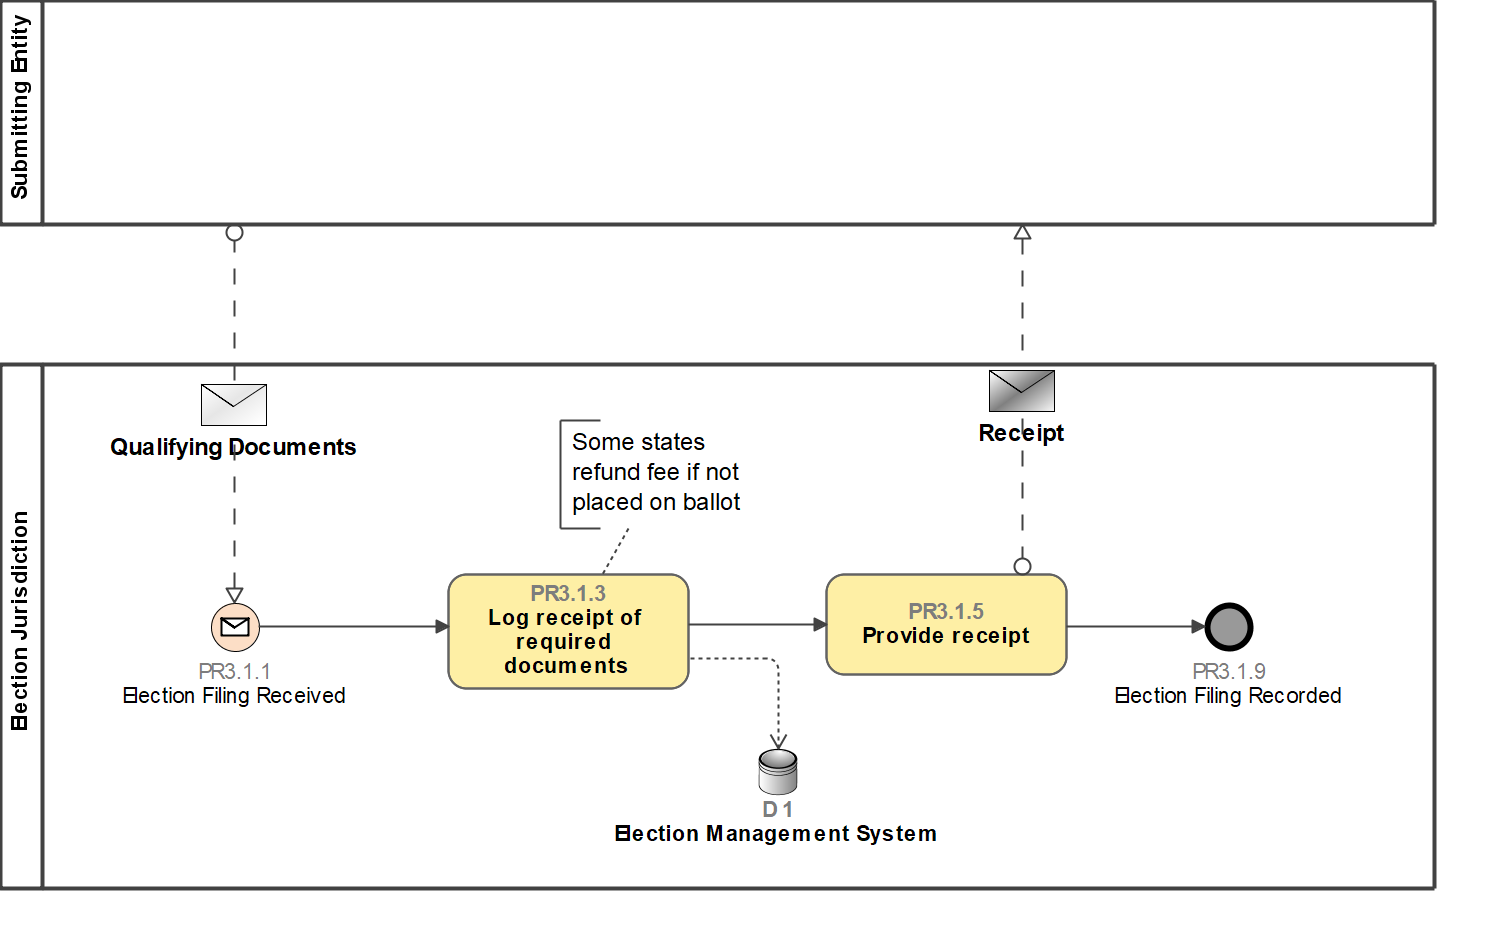 Submitting Entity
Election Jurisdiction
Qualifying Documents
Receipt
Some states
refund fee if not
placed on ballot
PR3.1.1
Election Filing Received
PR3.1.3
Log receipt of
required
documents
PR3.1.5
Provide receipt
PR3.1.9
Election Filing Recorded
D1
Election Management System